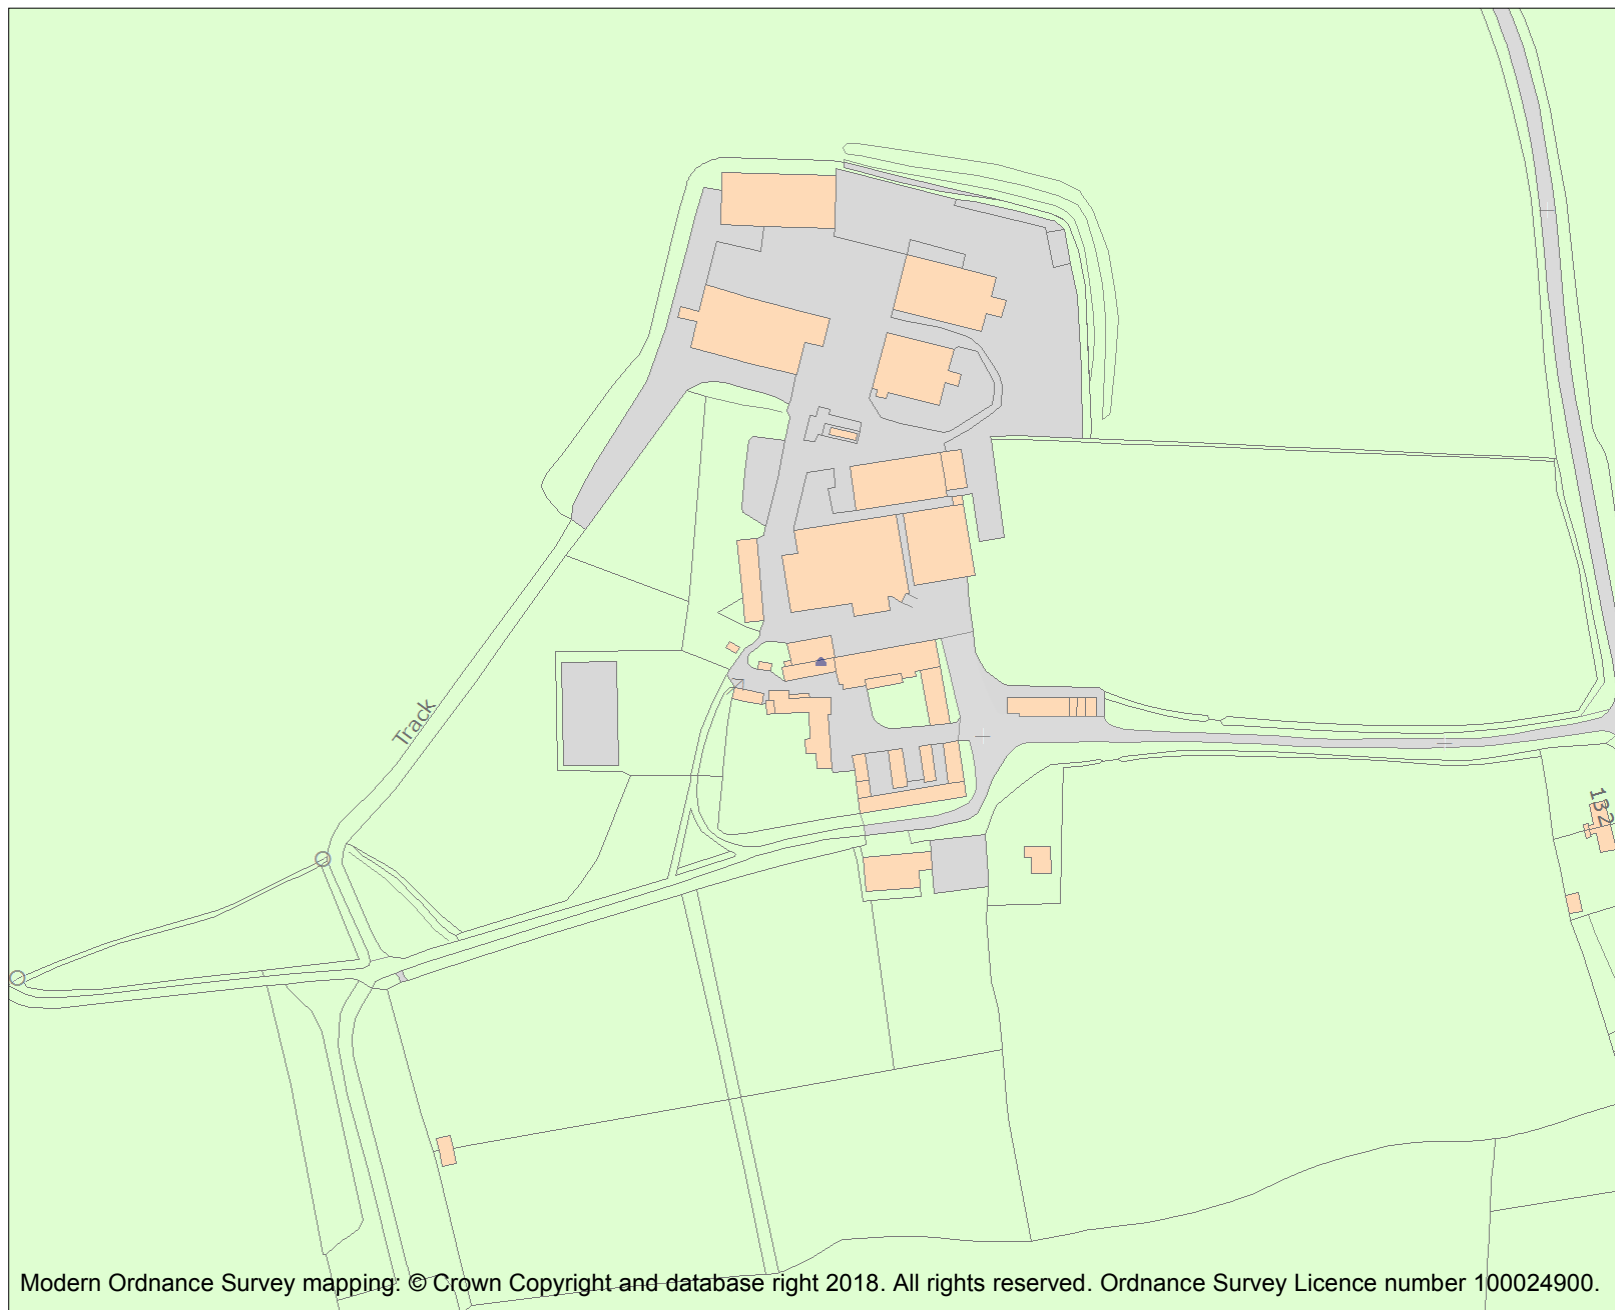 Track
132
Modern Ordnance Survey mapping: © Crown Copyright and database right 2018. All rights reserved. Ordnance Survey Licence number 100024900.